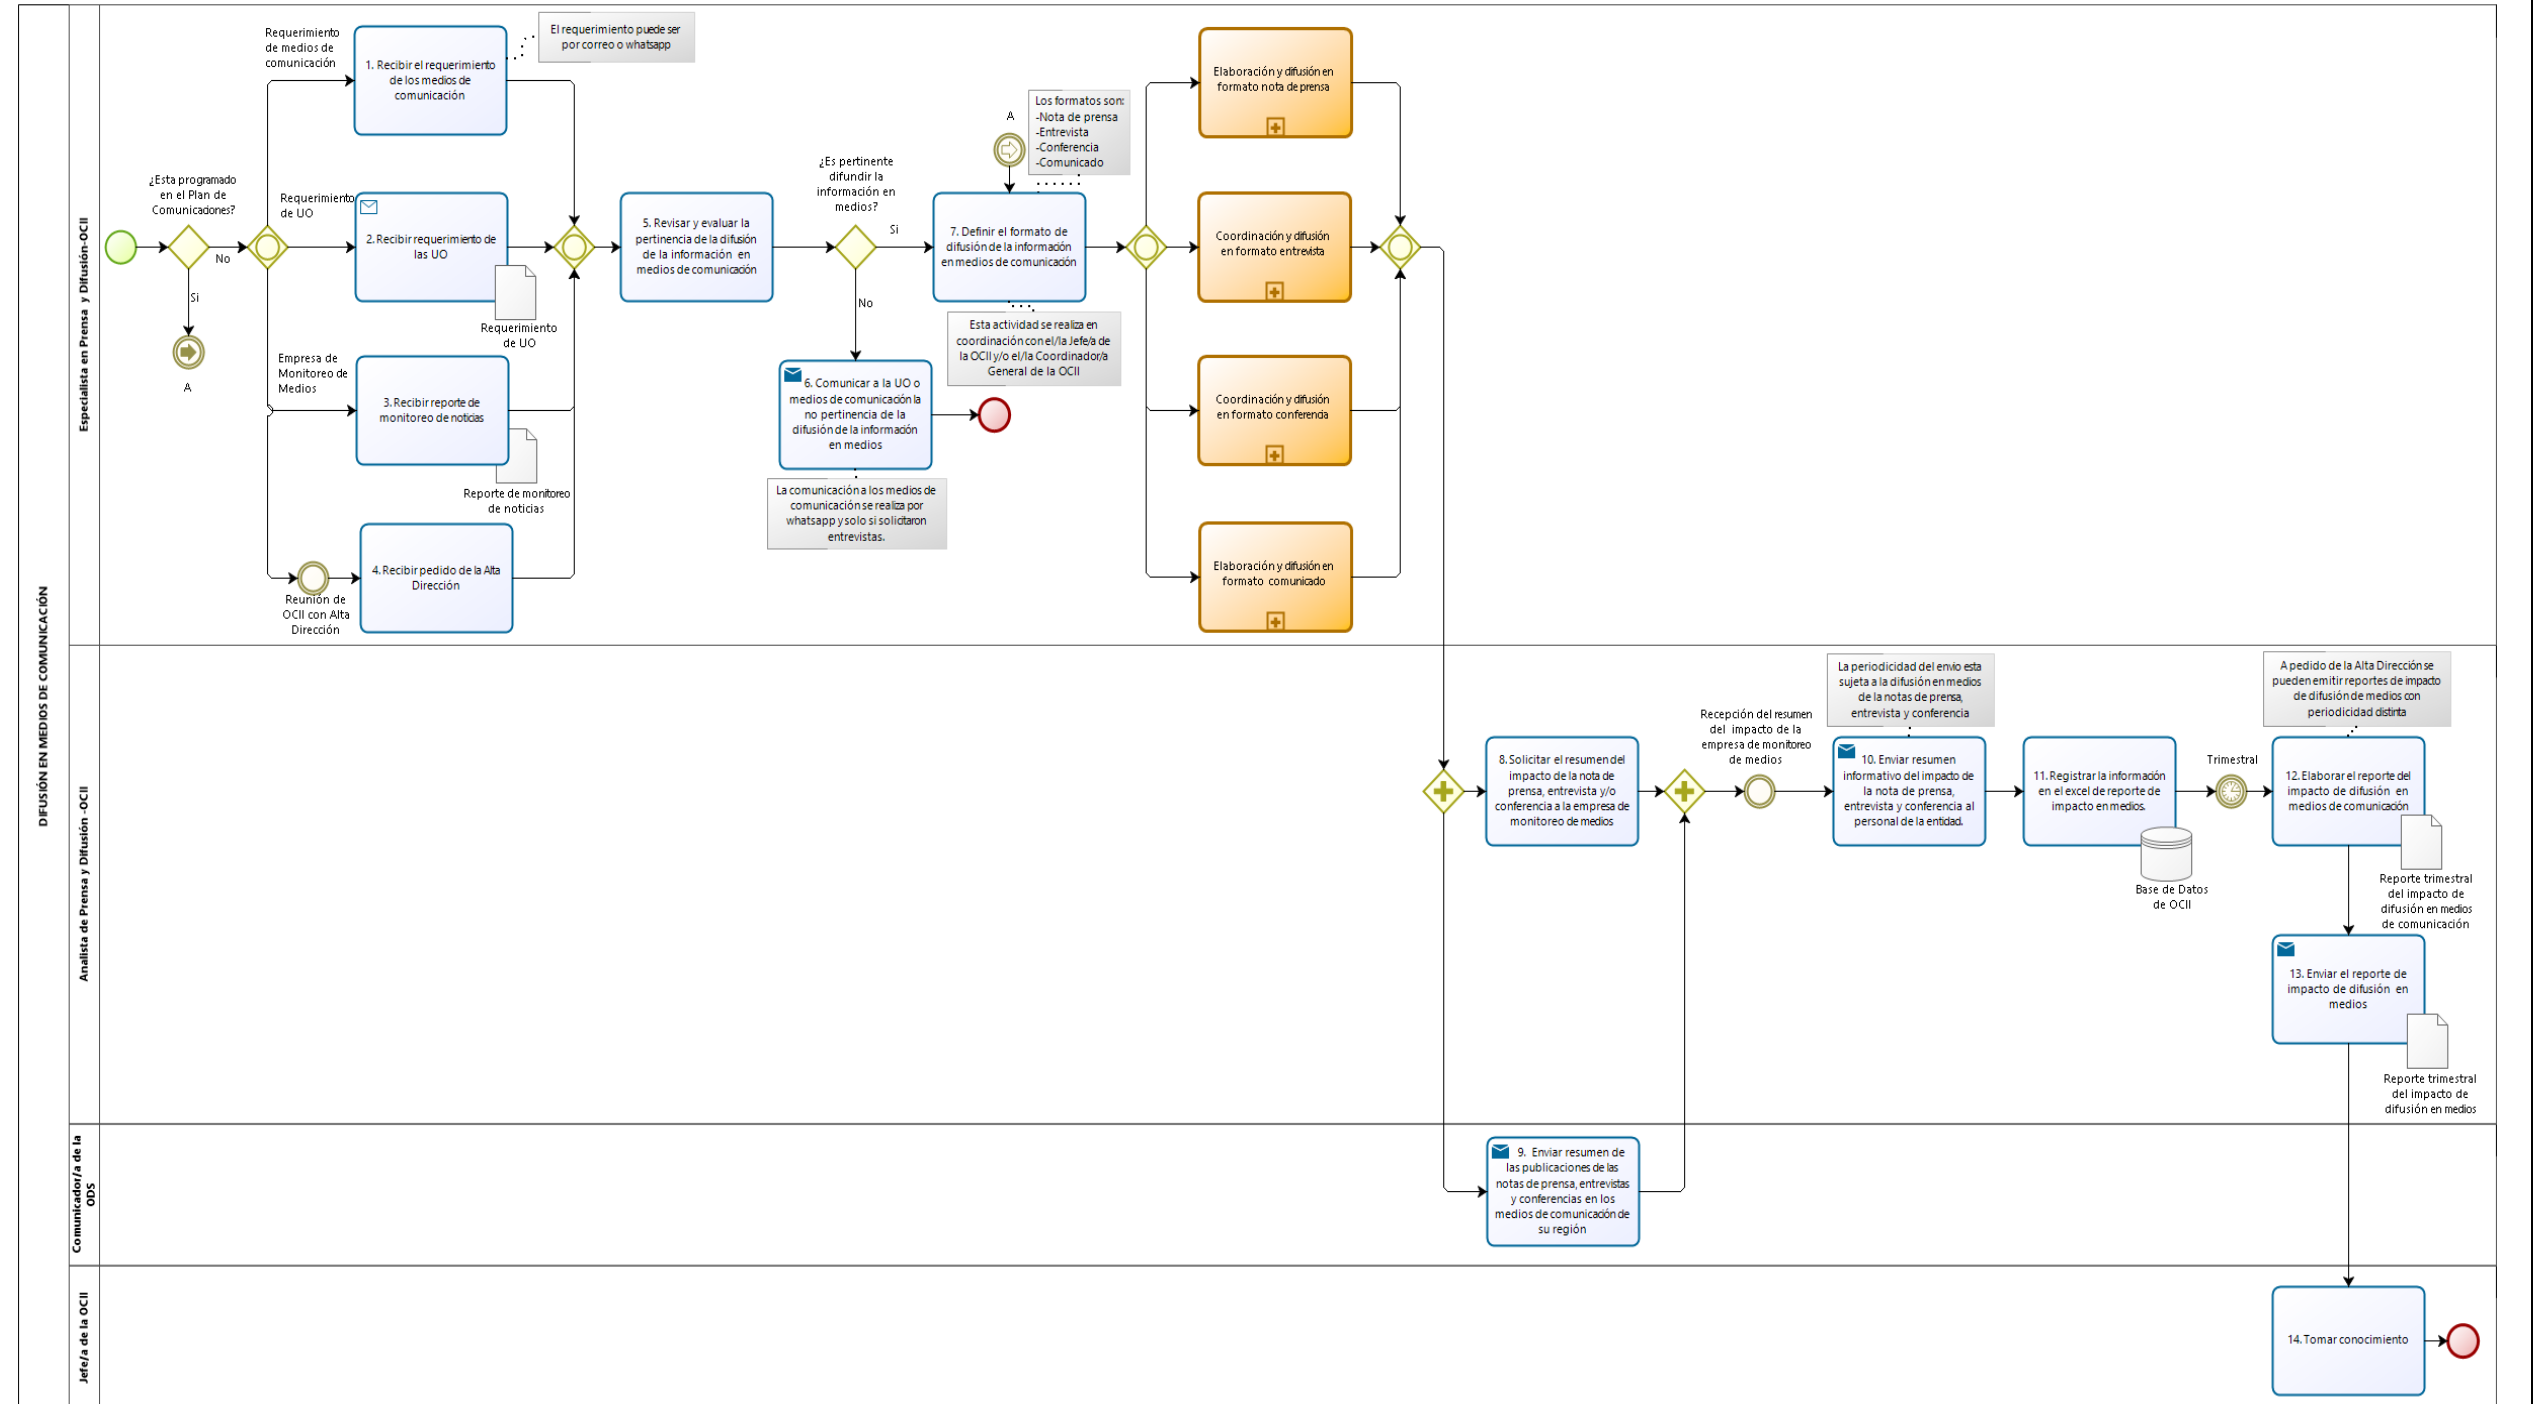 DIFUSIÓN EN MEDIOS DE COMUNICACIÓN
Especialista en Prensa y Difusión-OCII
¿Esta programado
en el Plan de
Comunicaciones?
No
Si
A
Requerimiento
de medios de
comunicación
1. Recibir el requerimiento
de los medios de
comunicación
El requerimiento puede ser
por correo o whatsapp
Requerimiento
de UO
2. Recibir requerimiento de
las UO
Requerimiento
de UO
Empresa de
Monitoreo de
Medios
3. Recibir reporte de
monitoreo de noticias
Reporte de monitoreo
de noticias
Reunión de
OCII con Alta
Dirección
4. Recibir pedido de la Alta
Dirección
5. Revisar y evaluar la
pertinencia de la difusión
de la información en
medios de comunicación
¿Es pertinente
difundir la
información en
medios?
Si
No
6. Comunicar a la UO o
medios de comunicación la
no pertinencia de la
difusión de la información
en medios
La comunicación a los medios de
comunicación se realiza por
whatsapp y solo si solicitaron
entrevistas.
A
Los formatos son:
-Nota de prensa
-Entrevista
-Conferencia
-Comunicado
7. Definir el formato de
difusión de la información
en medios de comunicación
Esta actividad se realiza en
coordinación con el/la Jefe/a de
la OCII y/o el/la Coordinador/a
General de la OCII
Elaboración y difusión en
formato nota de prensa
Coordinación y difusión
en formato entrevista
Coordinación y difusión
en formato conferencia
Elaboración y difusión en
formato comunicado
Analista de Prensa y Difusión -OCII
8. Solicitar el resumen del
impacto de la nota de
prensa, entrevista y/o
conferencia a la empresa de
monitoreo de medios
Recepción del resumen
del impacto de la
empresa de monitoreo
de medios
La periodicidad del envio esta
sujeta a la difusión en medios
de la notas de prensa,
entrevista y conferencia
10. Enviar resumen
informativo del impacto de
la nota de prensa,
entrevista y conferencia al
personal de la entidad.
11. Registrar la información
en el excel de reporte de
impacto en medios.
Base de Datos
de OCII
Trimestral
A pedido de la Alta Dirección se
pueden emitir reportes de impacto
de difusión de medios con
periodicidad distinta
12. Elaborar el reporte del
impacto de difusión en
medios de comunicación
Reporte trimestral
del impacto de
difusión en medios
de comunicación
13. Enviar el reporte de
impacto de difusión en
medios
Reporte trimestral
del impacto de
difusión en medios
Comunicador/a de la
ODS
9. Enviar resumen de
las publicaciones de las
notas de prensa, entrevistas
y conferencias en los
medios de comunicación de
su región
Jefe/a de la OCII
14. Tomar conocimiento